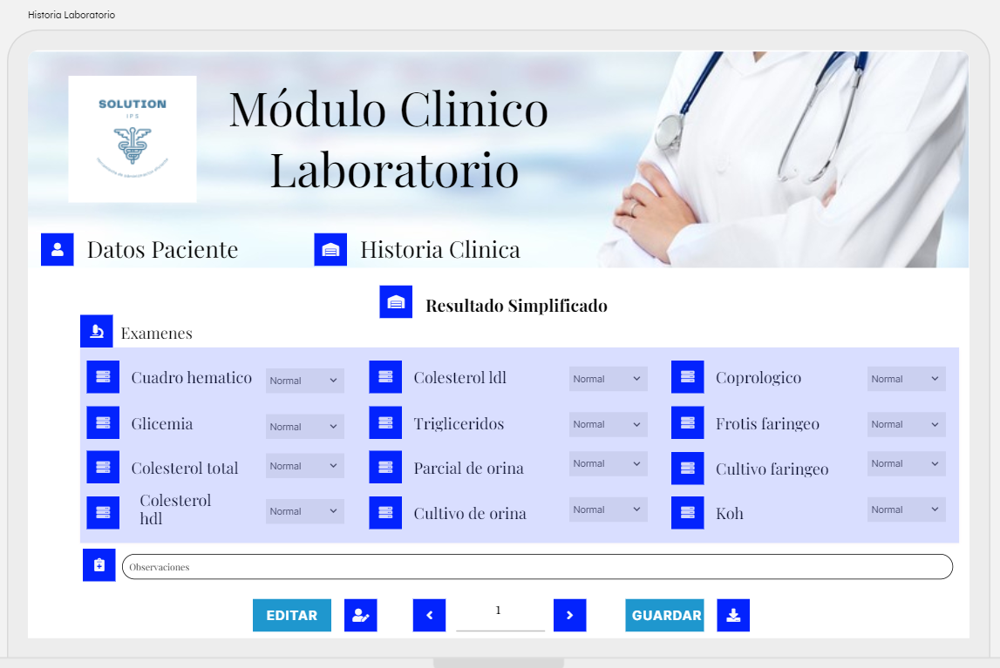 Historia Laboratorio
SOLUTION
IPS
Módulo Clinico
Laboratorio
Datos Paciente
Historia Clinica
Resultado Simplificado
Examenes
Cuadro hematico Normal
Colesterol ldl Normal
Coprologico Normal
Glicemia Normal
Trigliceridos Normal
Frotis faringeo Normal
Colesterol total Normal
Parcial de orina Normal
Cultivo faringeo Normal
Colesterol
hdl Normal
Cultivo de orina Normal
Koh Normal
Observaciones
EDITAR
1
GUARDAR